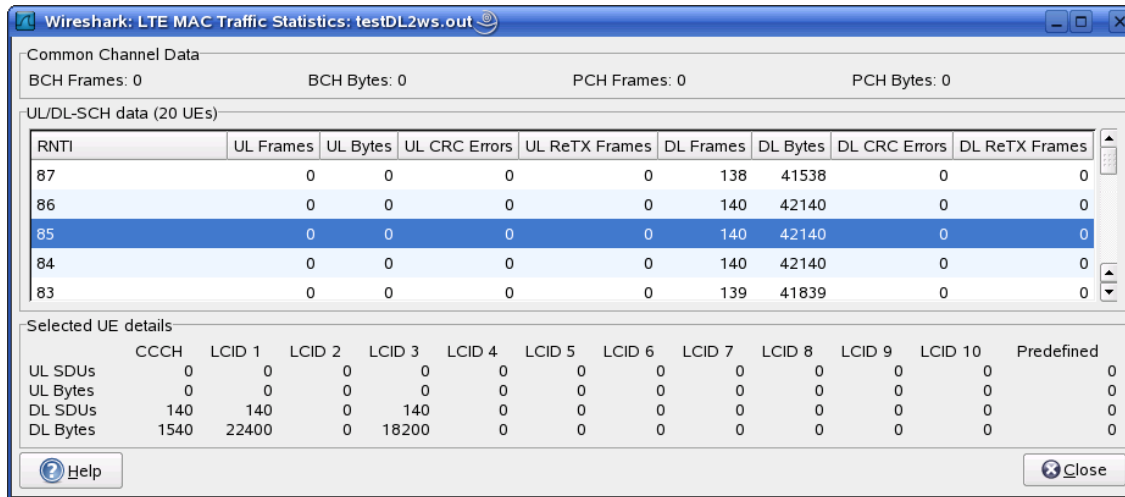 Wireshark: LTE MAC Traffic Statistics: testDL2ws.out
Common Channel Data
BCH Frames: 0 BCH Bytes: 0 PCH Frames: 0 PCH Bytes: 0
UL/DL-SCH data (20 UEs)
RNTI UL Frames UL Bytes UL CRC Errors UL ReTX Frames DL Frames DL Bytes DL CRC Errors DL ReTX Frames
87 0 0 0 0 138 41538 0 0
86 0 0 0 0 140 42140 0 0
85 0 0 0 0 140 42140 0 0
84 0 0 0 0 140 42140 0 0
83 0 0 0 0 139 41839 0 0
Selected UE details
CCCH LCID 1 LCID 2 LCID 3 LCID 4 LCID 5 LCID 6 LCID 7 LCID 8 LCID 9 LCID 10 Predefined
UL SDUs 0 0 0 0 0 0 0 0 0 0 0 0
UL Bytes 0 0 0 0 0 0 0 0 0 0 0 0
DL SDUs 140 140 0 140 0 0 0 0 0 0 0 0
DL Bytes 1540 22400 0 18200 0 0 0 0 0 0 0 0
Help Close